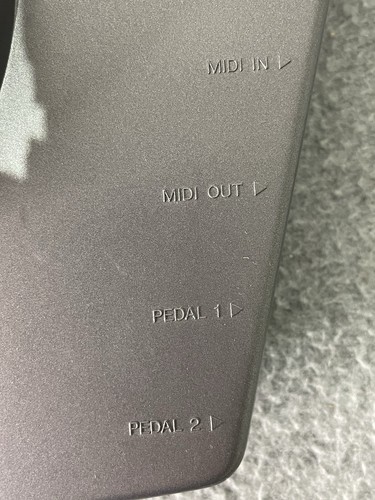 MIDI IN ▷
MIDI OUT ▷
PEDAL 1 ▷
PEDAL 2 ▷